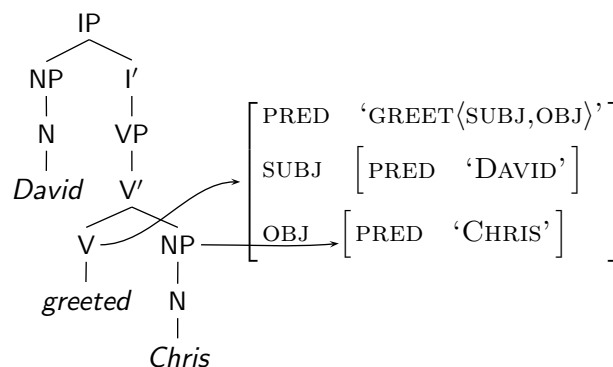 IP
NP I′
N VP
David V′
V NP
greeted N
Chris
PRED ‘GREET⟨SUBJ,OBJ⟩’
SUBJ [PRED ‘DAVID’]
OBJ [PRED ‘CHRIS’]